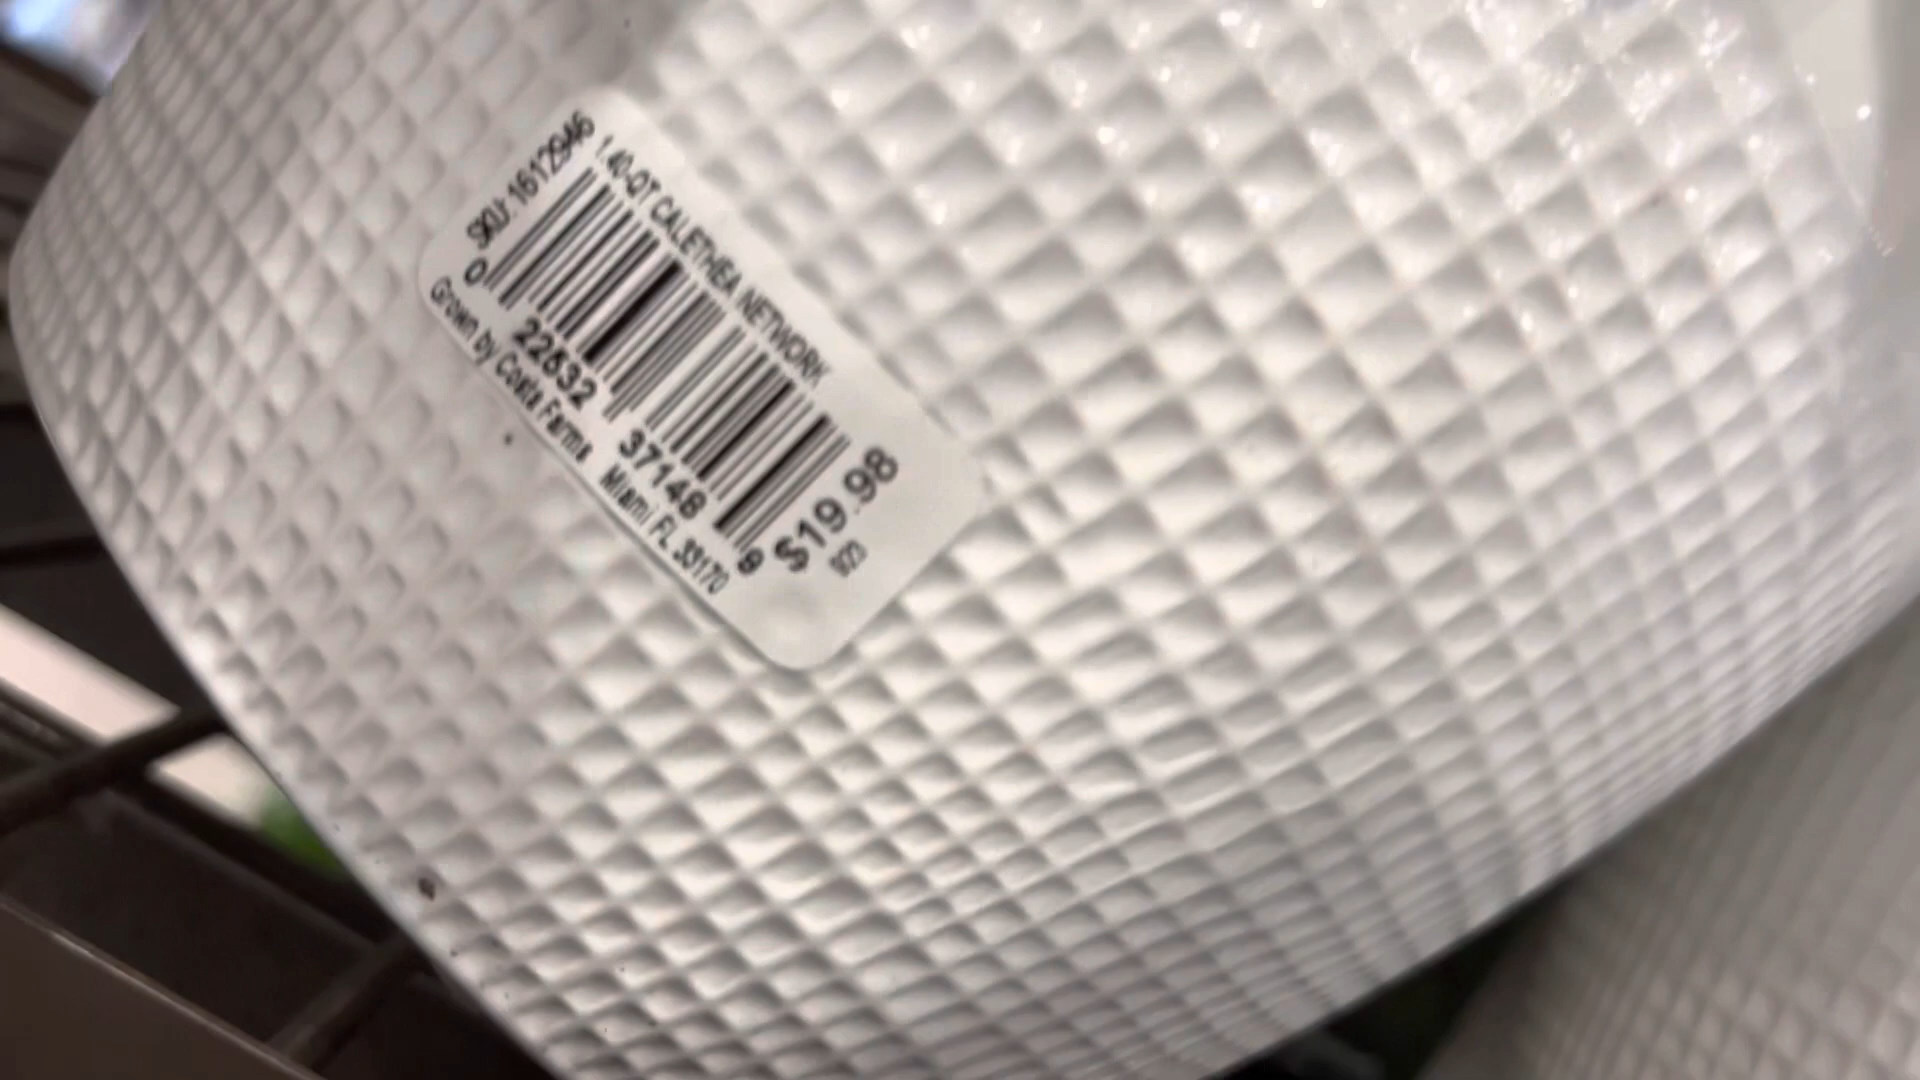 SKU: 1612946
1.40-QT CALETHEA NETWORK
0 22532 37148 8
Grown by Costa Farms Miami FL 33170
$19.98